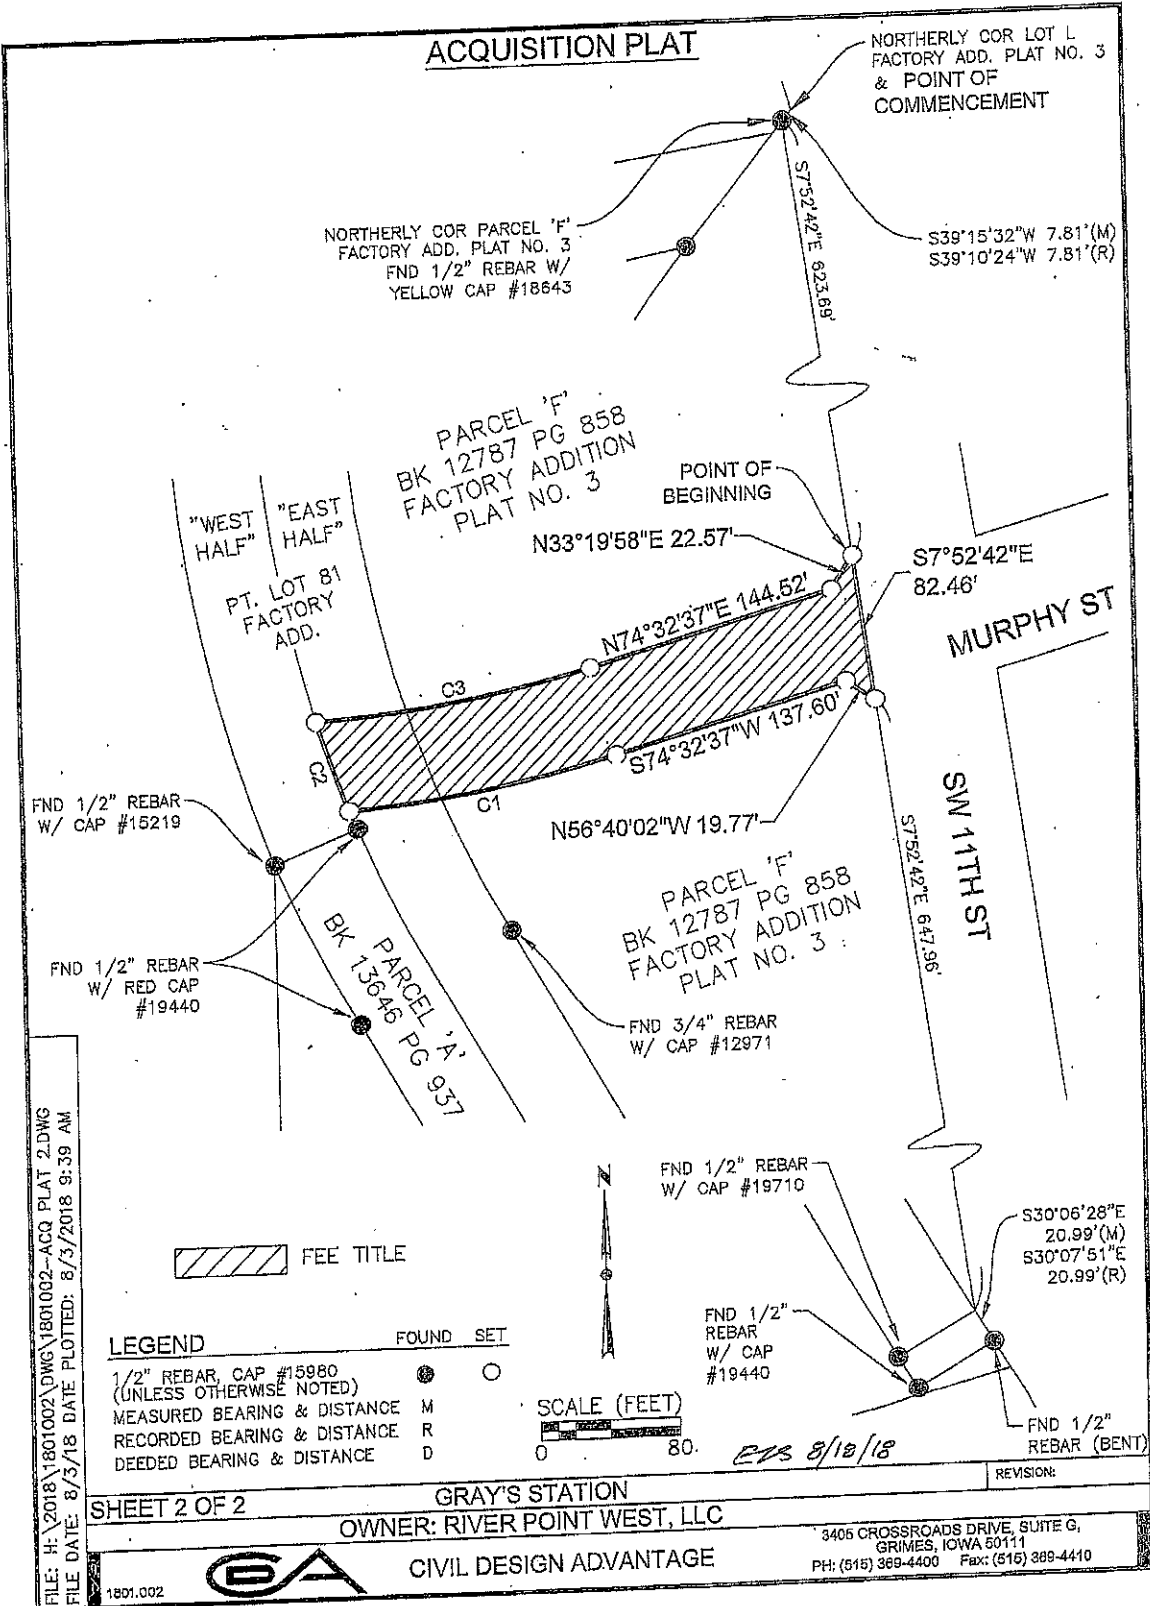 ACQUISITION PLAT
NORTHERLY COR LOT L
FACTORY ADD. PLAT NO. 3
& POINT OF
COMMENCEMENT
NORTHERLY COR PARCEL 'F'
FACTORY ADD. PLAT NO. 3
FND 1/2" REBAR W/
YELLOW CAP #18643
S7°52'42"E 623.69'
S39°15'32"W 7.81'(M)
S39°10'24"W 7.81'(R)
PARCEL 'F'
BK 12787 PG 858
FACTORY ADDITION
PLAT NO. 3
"WEST
HALF"
"EAST
HALF"
PT. LOT 81
FACTORY
ADD.
POINT OF
BEGINNING
N33°19'58"E 22.57'
S7°52'42"E
82.46'
N74°32'37"E 144.52'
MURPHY ST
C3
C2
C1
S74°32'37"W 137.60'
N56°40'02"W 19.77'
SW 11TH ST
S7°52'42"E 647.96'
FND 1/2" REBAR
W/ CAP #15219
FND 1/2" REBAR
W/ RED CAP
#19440
PARCEL 'A'
BK 13646 PG 937
PARCEL 'F'
BK 12787 PG 858
FACTORY ADDITION
PLAT NO. 3
FND 3/4" REBAR
W/ CAP #12971
N
FND 1/2" REBAR
W/ CAP #19710
S30°06'28"E
20.99'(M)
S30°07'51"E
20.99'(R)
FND 1/2"
REBAR
W/ CAP
#19440
FND 1/2"
REBAR (BENT)
FEE TITLE
LEGEND
FOUND SET
1/2" REBAR, CAP #15980
(UNLESS OTHERWISE NOTED)
MEASURED BEARING & DISTANCE M
RECORDED BEARING & DISTANCE R
DEEDED BEARING & DISTANCE D
SCALE (FEET)
0 80
8/18/18
FILE: H:\2018\1801002\DWG\1801002-ACQ PLAT 2.DWG
FILE DATE: 8/3/18 DATE PLOTTED: 8/3/2018 9:39 AM
REVISION:
SHEET 2 OF 2
GRAY'S STATION
OWNER: RIVER POINT WEST, LLC
1801.002
CIVIL DESIGN ADVANTAGE
3405 CROSSROADS DRIVE, SUITE G,
GRIMES, IOWA 50111
PH: (515) 369-4400 Fax: (515) 369-4410